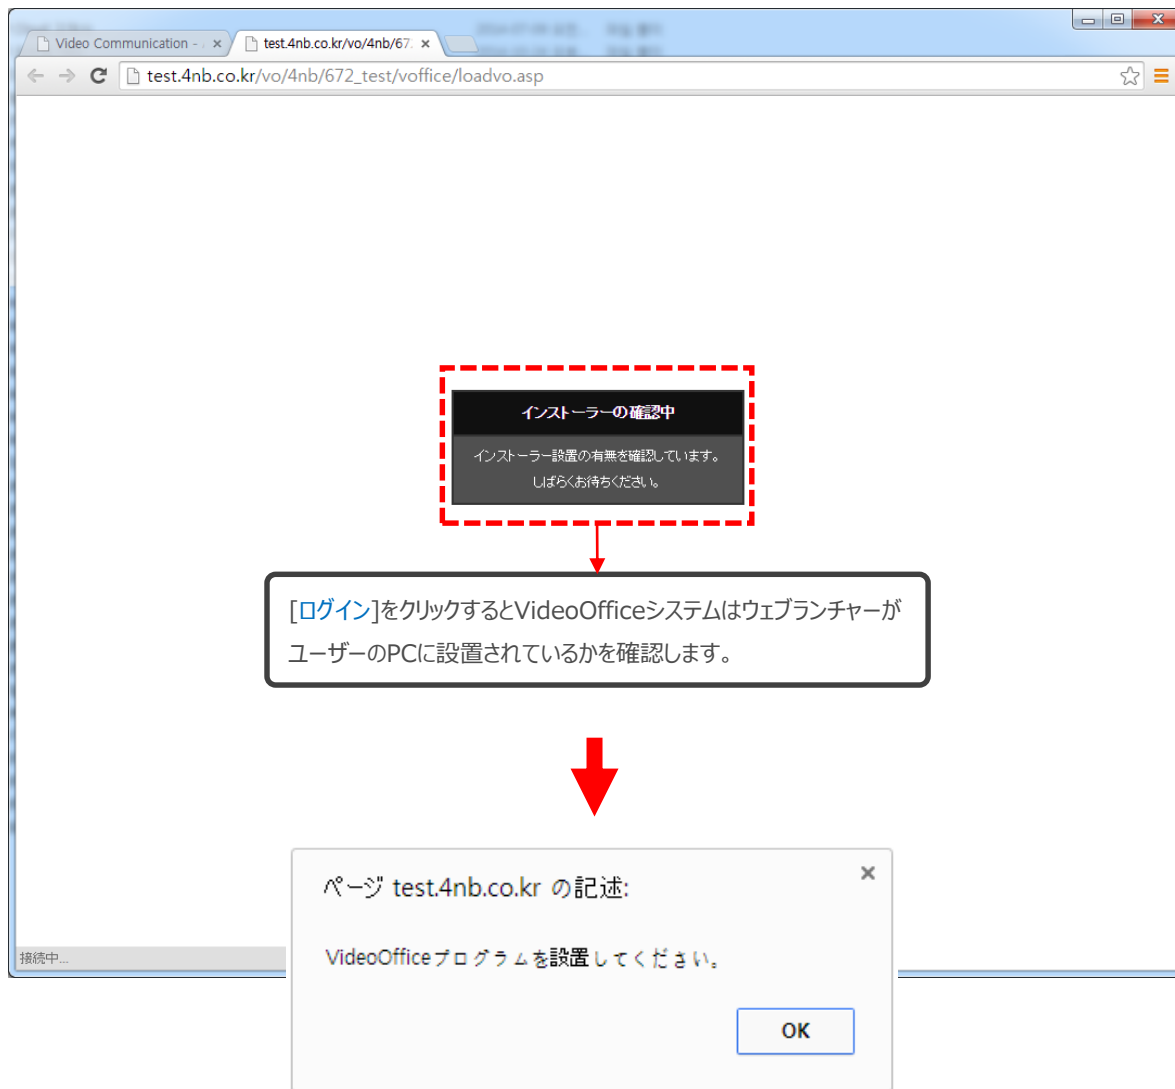 Video Communication -
test.4nb.co.kr/vo/4nb/67
test.4nb.co.kr/vo/4nb/672_test/voffice/loadvo.asp
インストーラーの確認中
インストーラー設置の有無を確認しています。
しばらくお待ちください。
[ログイン]をクリックするとVideoOfficeシステムはウェブランチャーが
ユーザーのPCに設置されているかを確認します。
ページ test.4nb.co.kr の記述:
VideoOfficeプログラムを設置してください。
接続中...
OK